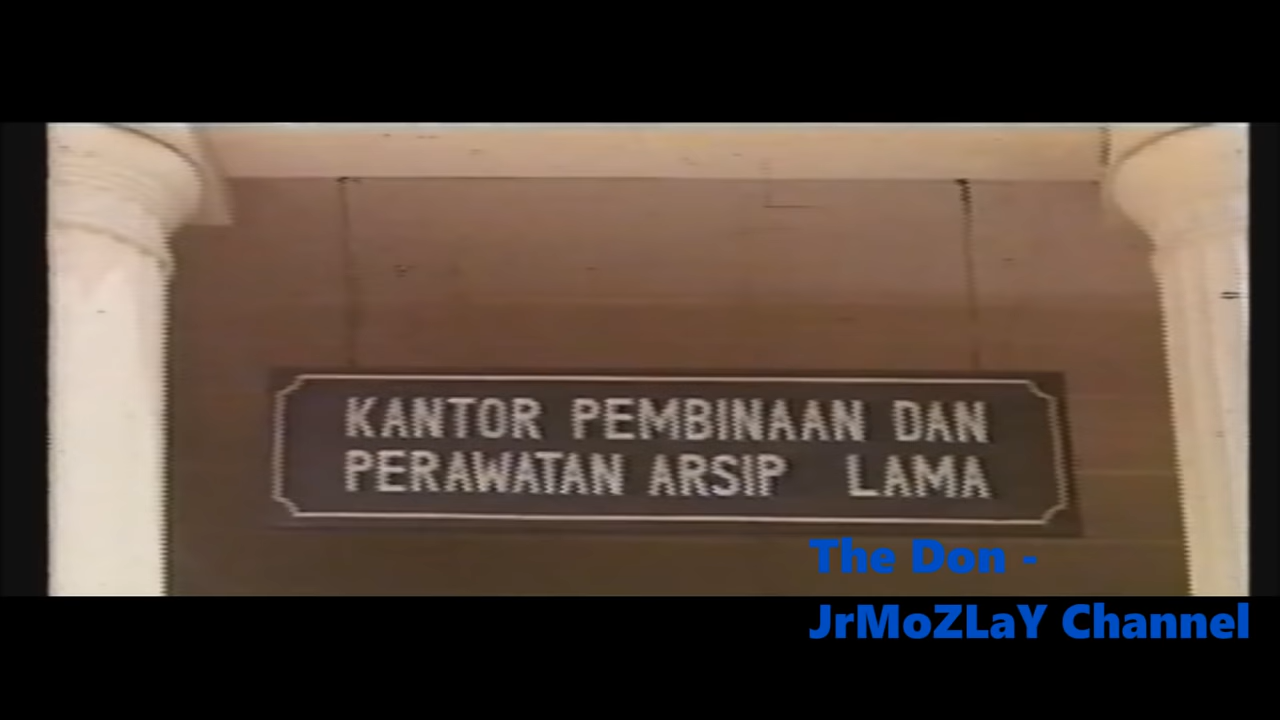 KANTOR PEMBINAAN DAN
PERAWATAN ARSIP LAMA
The Don -
JrMoZLaY Channel